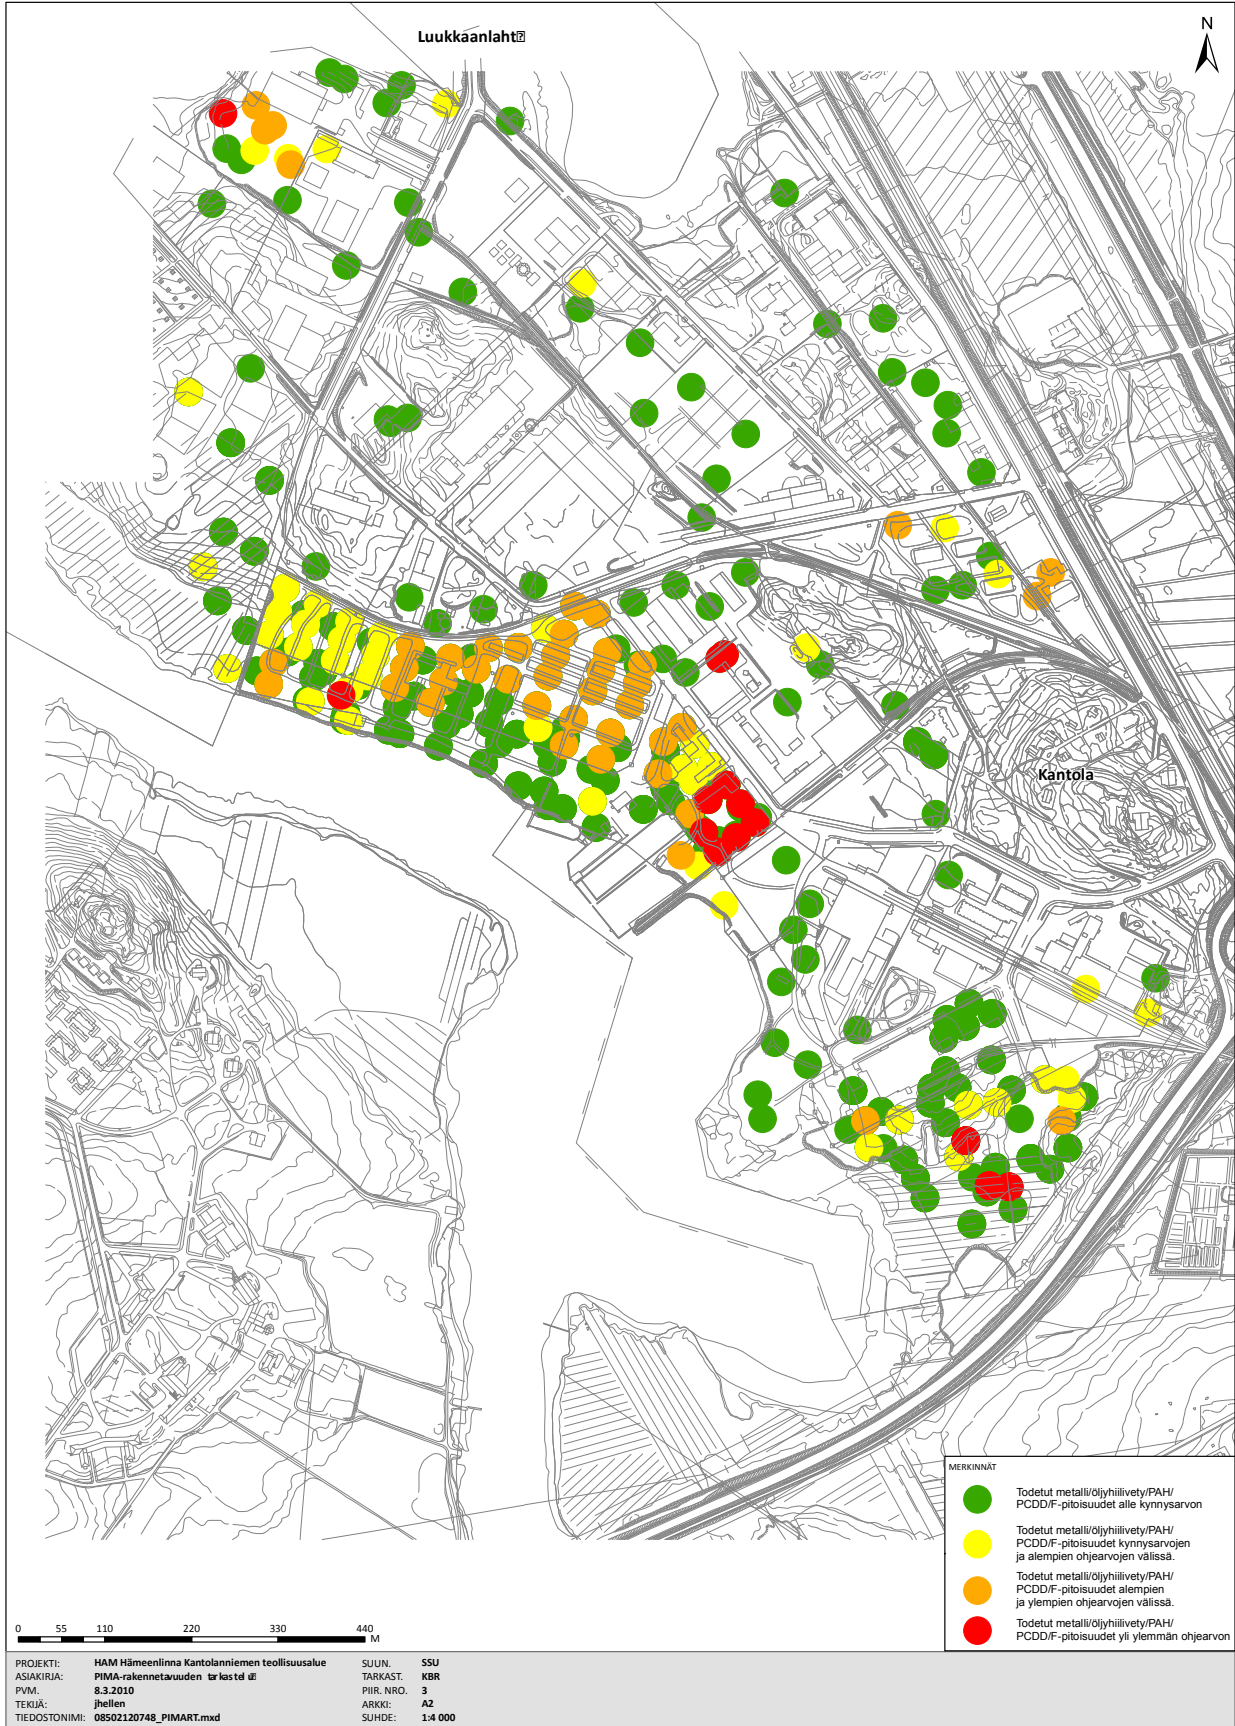 Luukkaanlaht
N
Kantola
MERKINNÄT
Todetut metalli/öljyhiilivety/PAH/
PCDD/F-pitoisuudet alle kynnysarvon
Todetut metalli/öljyhiilivety/PAH/
PCDD/F-pitoisuudet kynnysarvojen
ja alempien ohjearvojen välissä.
Todetut metalli/öljyhiilivety/PAH/
PCDD/F-pitoisuudet alempien
ja ylempien ohjearvojen välissä.
Todetut metalli/öljyhiilivety/PAH/
PCDD/F-pitoisuudet yli ylemmän ohjearvon
0 55 110 220 330 440
M
PROJEKTI: HAM Hämeenlinna Kantolanniemen teollisuusalue
ASIAKIRJA: PIMA-rakennetavuuden
PVM. 8.3.2010
TEKIJÄ: jhellen
TIEDOSTONIMI: 08502120748_PIMART.mxd
SUUN. SSU
TARKAST. KBR
PIIR. NRO. 3
ARKKI: A2
SUHDE: 1:4 000